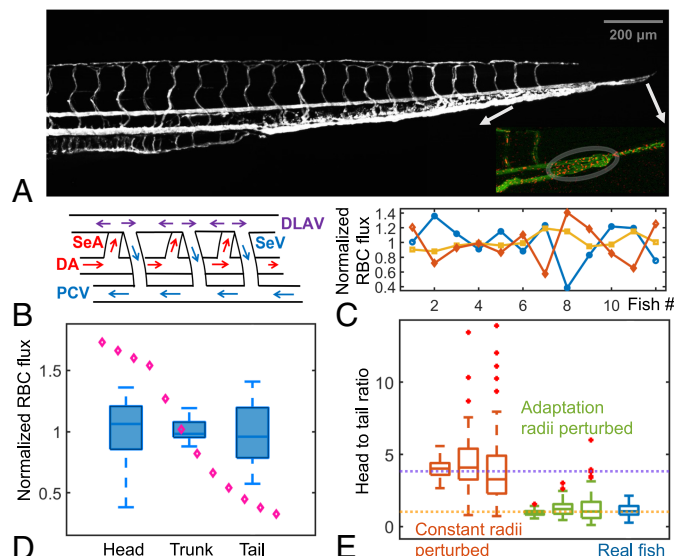 200 µm
A
DLAV
SeA
SeV
DA
PCV
B
Normalized
RBC flux
1.4
1.2
1.0
0.8
0.6
0.4
2
4
6
8
10
Fish #
C
Normalized RBC flux
1.5
1
0.5
Head
Trunk
Tail
D
Head to tail ratio
10
5
0
Adaptation
radii perturbed
Constant radii
perturbed
Real fish
E